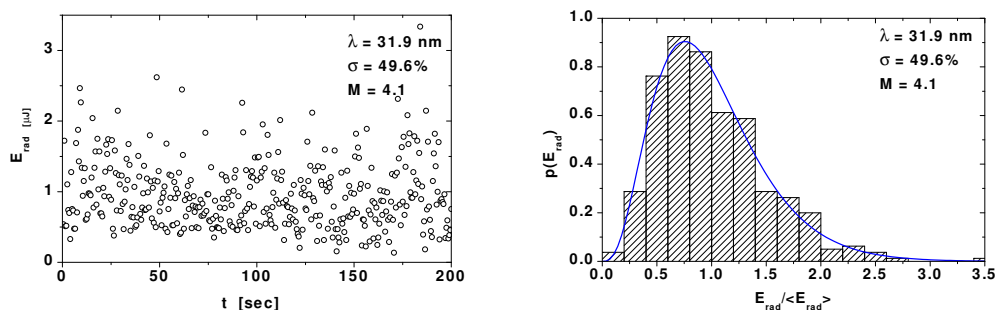 λ = 31.9 nm
σ = 49.6%
M = 4.1
E_rad [μJ]
3
2
1
0
0 50 100 150 200
t [sec]
λ = 31.9 nm
σ = 49.6%
M = 4.1
p(E_rad)
1.0
0.8
0.6
0.4
0.2
0.0
0.0 0.5 1.0 1.5 2.0 2.5 3.0 3.5
E_rad/<E_rad>